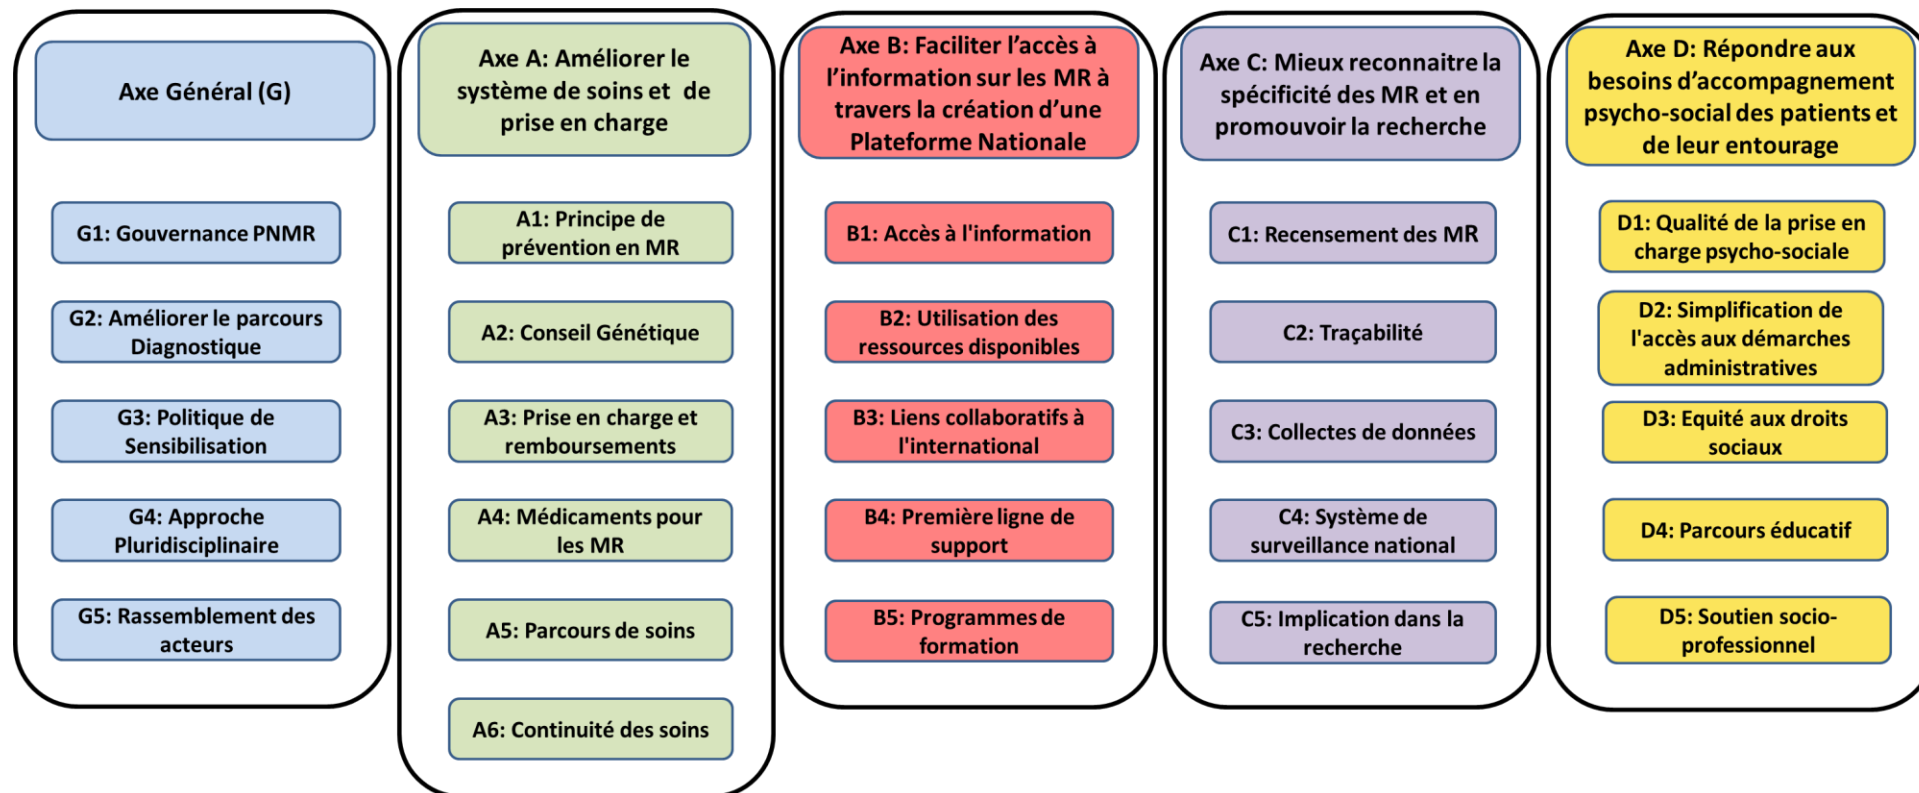 Axe Général (G)
G1: Gouvernance PNMR
G2: Améliorer le parcours
Diagnostique
G3: Politique de
Sensibilisation
G4: Approche
Pluridisciplinaire
G5: Rassemblement des
acteurs
Axe A: Améliorer le
système de soins et de
prise en charge
A1: Principe de
prévention en MR
A2: Conseil Génétique
A3: Prise en charge et
remboursements
A4: Médicaments pour
les MR
A5: Parcours de soins
A6: Continuité des soins
Axe B: Faciliter l’accès à
l’information sur les MR à
travers la création d’une
Plateforme Nationale
B1: Accès à l'information
B2: Utilisation des
ressources disponibles
B3: Liens collaboratifs à
l'international
B4: Première ligne de
support
B5: Programmes de
formation
Axe C: Mieux reconnaitre la
spécificité des MR et en
promouvoir la recherche
C1: Recensement des MR
C2: Traçabilité
C3: Collectes de données
C4: Système de
surveillance national
C5: Implication dans la
recherche
Axe D: Répondre aux
besoins d’accompagnement
psycho-social des patients et
de leur entourage
D1: Qualité de la prise en
charge psycho-sociale
D2: Simplification de
l'accès aux démarches
administratives
D3: Equité aux droits
sociaux
D4: Parcours éducatif
D5: Soutien socio-
professionnel